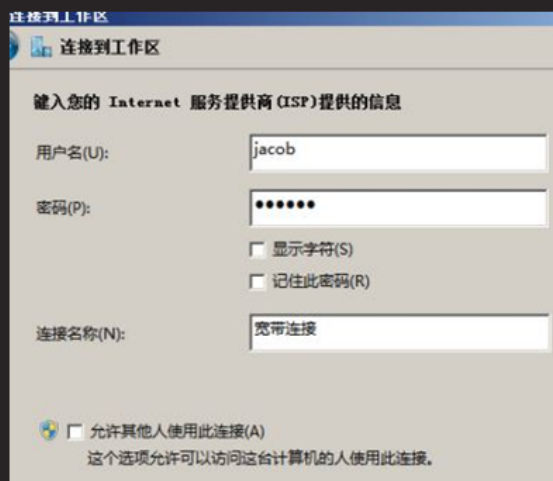 连接到工作区
连接到工作区
键入您的 Internet 服务提供商(ISP)提供的信息
用户名(U):
jacob
密码(P):
••••••
显示字符(S)
记住此密码(R)
连接名称(N):
宽带连接
允许其他人使用此连接(A)
这个选项允许可以访问这台计算机的人使用此连接。